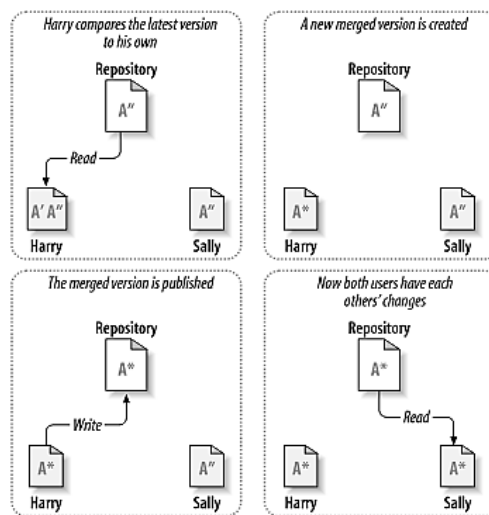 Harry compares the latest version
to his own
Repository
A″
Read
A′ A″
A″
Harry
Sally
A new merged version is created
Repository
A″
A*
A″
Harry
Sally
The merged version is published
Repository
A*
Write
A*
A″
Harry
Sally
Now both users have each
others' changes
Repository
A*
Read
A*
A*
Harry
Sally